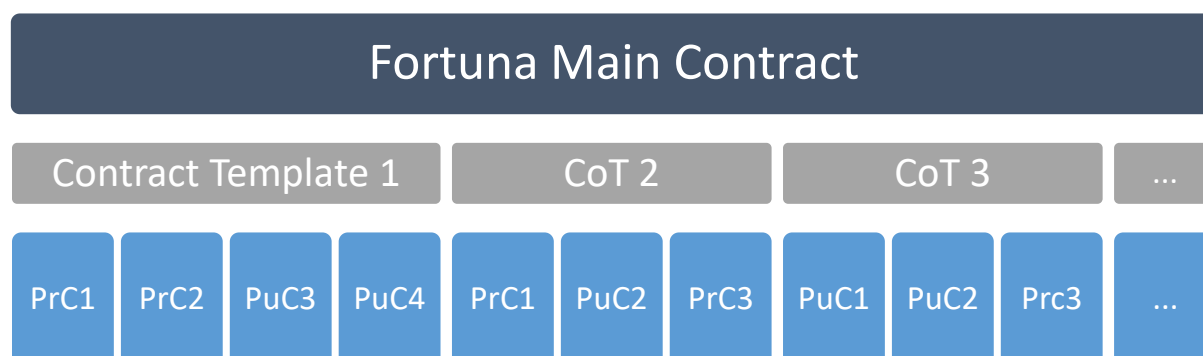 Fortuna Main Contract
Contract Template 1 CoT 2 CoT 3 ...
PrC1 PrC2 PuC3 PuC4 PrC1 PuC2 PrC3 PuC1 PuC2 Prc3 ...